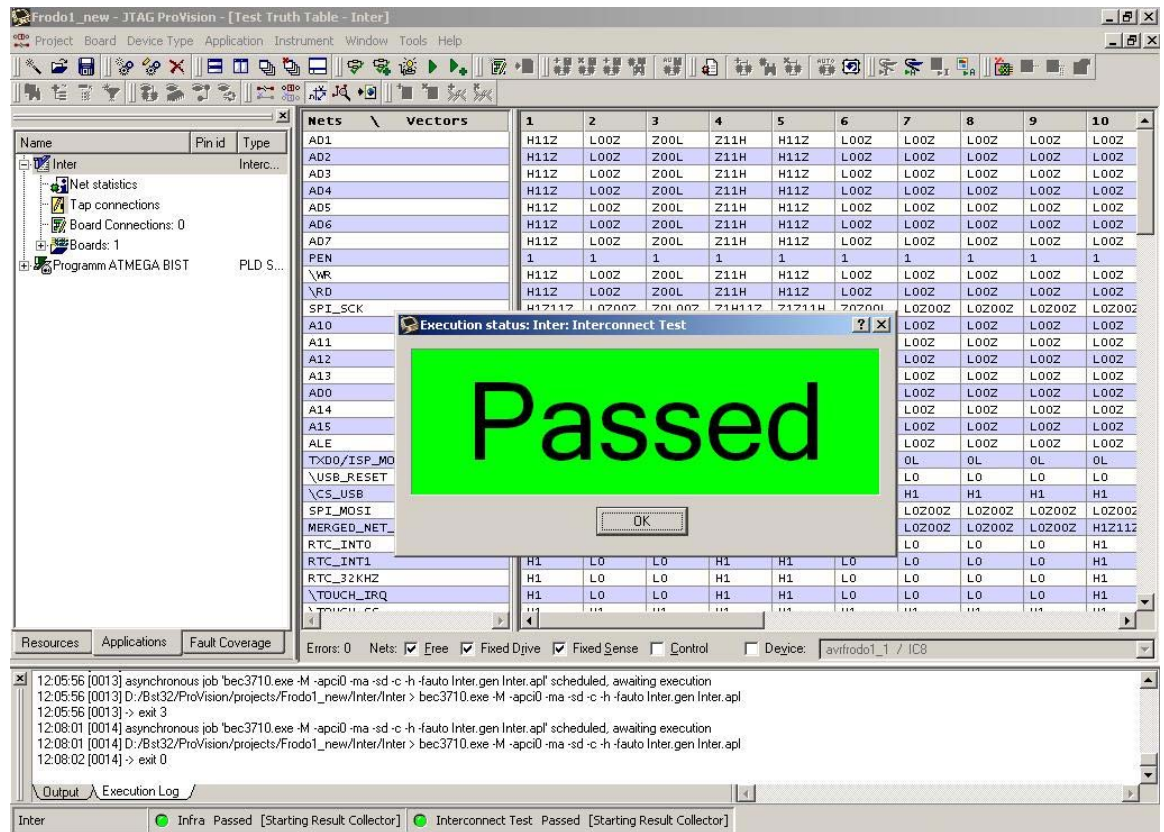 Frodo1_new - JTAG ProVision - [Test Truth Table - Inter]
Project Board Device Type Application Instrument Window Tools Help
Name Pin id Type
Inter Interc...
Net statistics
Tap connections
Board Connections: 0
Boards: 1
Programm ATMEGA BIST PLD S...
Nets \ Vectors 1 2 3 4 5 6 7 8 9 10
AD1 H11Z L00Z Z00L Z11H H11Z L00Z L00Z L00Z L00Z L00Z
AD2 H11Z L00Z Z00L Z11H H11Z L00Z L00Z L00Z L00Z L00Z
AD3 H11Z L00Z Z00L Z11H H11Z L00Z L00Z L00Z L00Z L00Z
AD4 H11Z L00Z Z00L Z11H H11Z L00Z L00Z L00Z L00Z L00Z
AD5 H11Z L00Z Z00L Z11H H11Z L00Z L00Z L00Z L00Z L00Z
AD6 H11Z L00Z Z00L Z11H H11Z L00Z L00Z L00Z L00Z L00Z
AD7 H11Z L00Z Z00L Z11H H11Z L00Z L00Z L00Z L00Z L00Z
PEN 1 1 1 1 1 1 1 1 1 1
\WR H11Z L00Z Z00L Z11H H11Z L00Z L00Z L00Z L00Z L00Z
\RD H11Z L00Z Z00L Z11H H11Z L00Z L00Z L00Z L00Z L00Z
SPI_SCK H1Z11Z L0Z00Z Z0L00Z Z1H11Z Z1Z11H Z0Z00L L0Z00Z L0Z00Z L0Z00Z L0Z00Z
A10 L00Z L00Z L00Z L00Z
A11 L00Z L00Z L00Z L00Z
A12 L00Z L00Z L00Z L00Z
A13 L00Z L00Z L00Z L00Z
AD0 L00Z L00Z L00Z L00Z
A14 L00Z L00Z L00Z L00Z
A15 L00Z L00Z L00Z L00Z
ALE L00Z L00Z L00Z L00Z
TXD0/ISP_MO 0L 0L 0L 0L
\USB_RESET L0 L0 L0 L0
\CS_USB H1 H1 H1 H1
SPI_MOSI L0Z00Z L0Z00Z L0Z00Z L0Z00Z
MERGED_NET_ L0Z00Z L0Z00Z L0Z00Z H1Z11Z
RTC_INT0 L0 L0 L0 H1
RTC_INT1 H1 L0 L0 H1 H1 L0 L0 L0 L0 H1
RTC_32KHZ H1 L0 L0 H1 H1 L0 L0 L0 L0 H1
\TOUCH_IRQ H1 L0 L0 H1 H1 L0 L0 L0 L0 H1
Execution status: Inter: Interconnect Test
Passed
OK
Resources Applications Fault Coverage
Errors: 0 Nets: Free Fixed Drive Fixed Sense Control Device: avrfrodo1_1 / IC8
12:05:56 [0013] asynchronous job 'bec3710.exe -M -apci0 -ma -sd -c -h -fauto Inter.gen Inter.apl' scheduled, awaiting execution
12:05:56 [0013] D:/Bst32/ProVision/projects/Frodo1_new/Inter/Inter > bec3710.exe -M -apci0 -ma -sd -c -h -fauto Inter.gen Inter.apl
12:05:56 [0013] -> exit 3
12:08:01 [0014] asynchronous job 'bec3710.exe -M -apci0 -ma -sd -c -h -fauto Inter.gen Inter.apl' scheduled, awaiting execution
12:08:01 [0014] D:/Bst32/ProVision/projects/Frodo1_new/Inter/Inter > bec3710.exe -M -apci0 -ma -sd -c -h -fauto Inter.gen Inter.apl
12:08:02 [0014] -> exit 0
Output Execution Log
Inter Infra Passed [Starting Result Collector] Interconnect Test Passed [Starting Result Collector]